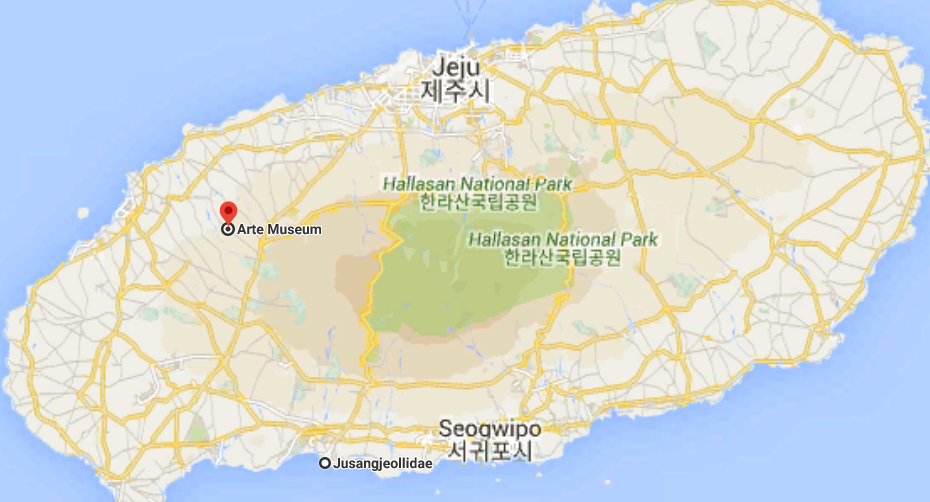 Jeju
제주시
Hallasan National Park
한라산국립공원
Arte Museum
Hallasan National Park
한라산국립공원
Seogwipo
서귀포시
Jusangjeollidae